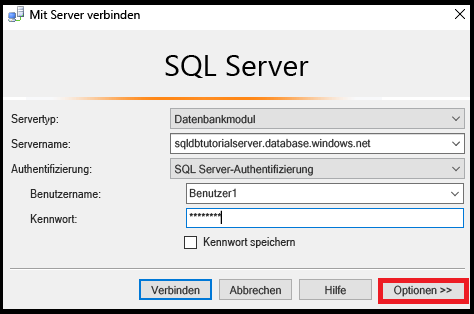 Mit Server verbinden
SQL Server
Servertyp: Datenbankmodul
Servername: sqldbtutorialserver.database.windows.net
Authentifizierung: SQL Server-Authentifizierung
Benutzername: Benutzer1
Kennwort: ********
Kennwort speichern
Verbinden Abbrechen Hilfe Optionen >>